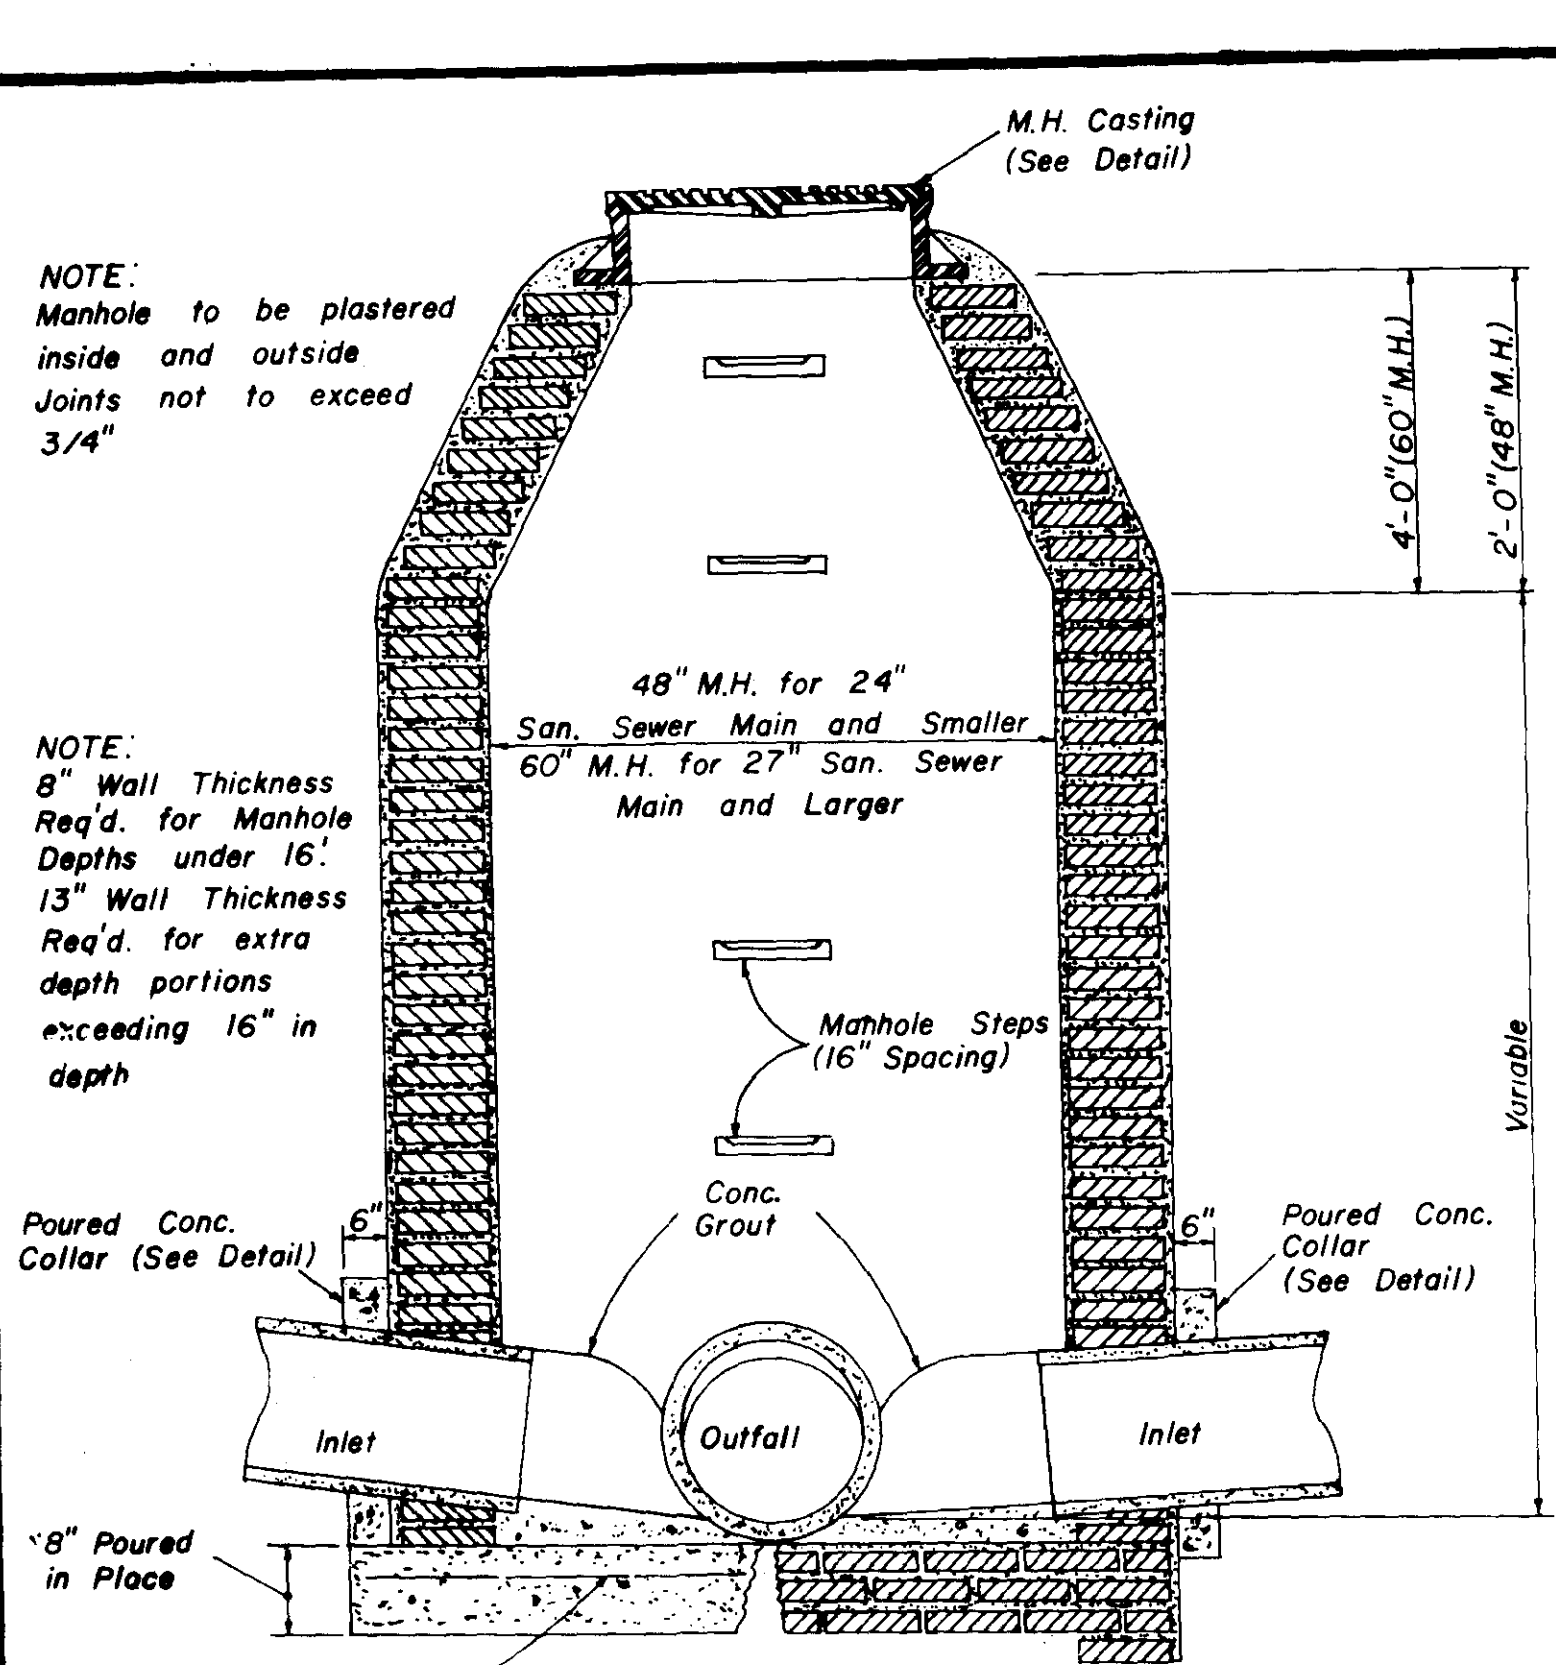 M.H. Casting
(See Detail)
NOTE:
Manhole to be plastered
inside and outside
Joints not to exceed
3/4"
4'-0"(60"M.H.)
2'-0"(48" M.H.)
48" M.H. for 24"
San. Sewer Main and Smaller
60" M.H. for 27" San. Sewer
Main and Larger
NOTE:
8" Wall Thickness
Req'd. for Manhole
Depths under 16'.
13" Wall Thickness
Req'd. for extra
depth portions
exceeding 16" in
depth
Manhole Steps
(16" Spacing)
Variable
Conc.
Grout
Poured Conc.
Collar (See Detail)
6"
6"
Poured Conc.
Collar
(See Detail)
Inlet
Outfall
Inlet
8" Poured
in Place